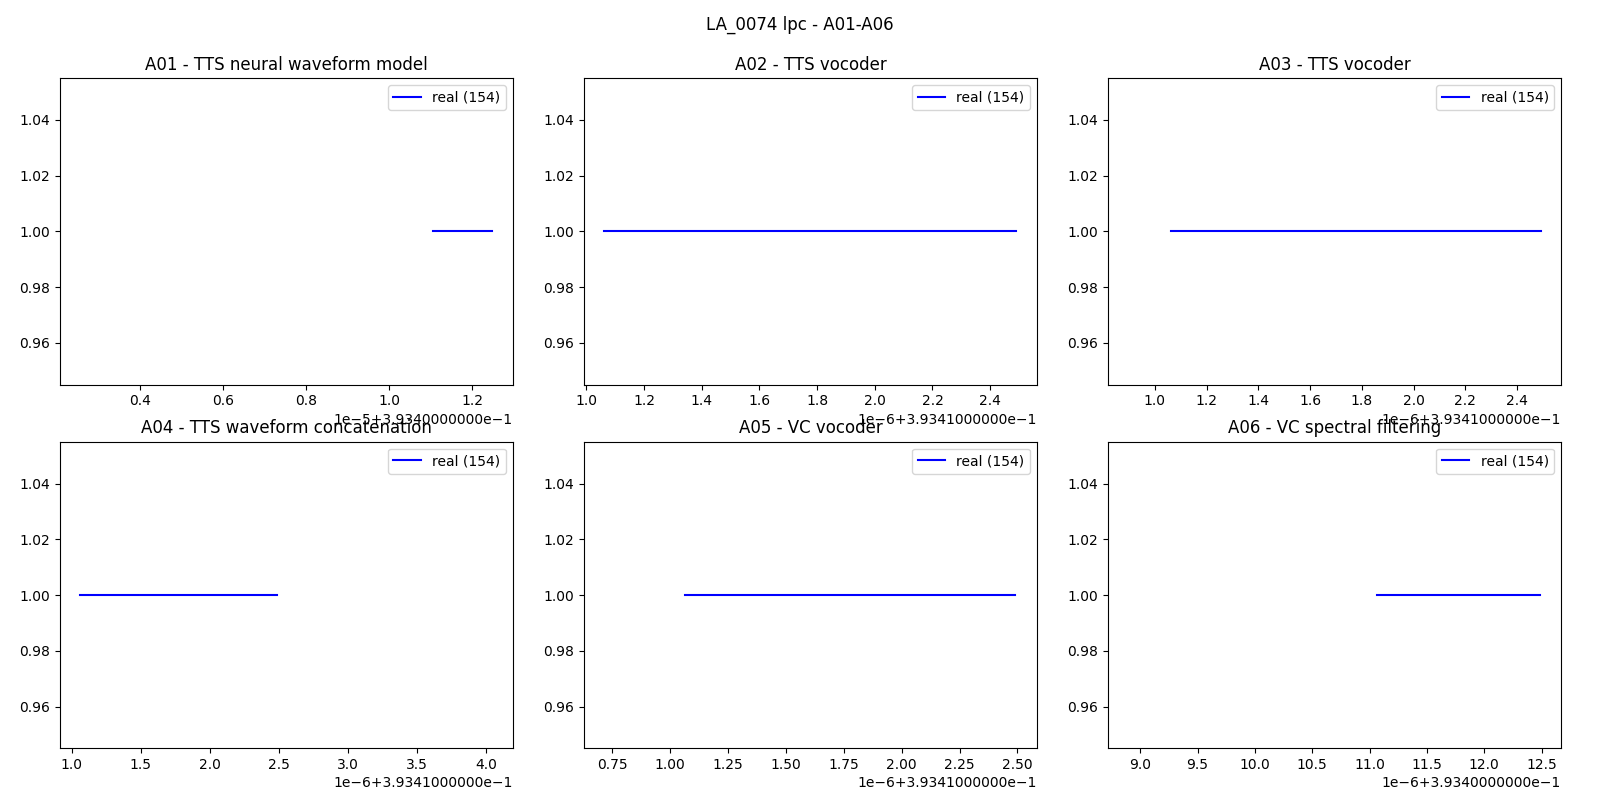 LA_0074 lpc - A01-A06
A01 - TTS neural waveform model
real (154)
1.04
1.02
1.00
0.98
0.96
0.4 0.6 0.8 1.0 1.2
1e−5+3.9340000000e−1
A02 - TTS vocoder
real (154)
1.04
1.02
1.00
0.98
0.96
1.0 1.2 1.4 1.6 1.8 2.0 2.2 2.4
1e−6+3.9341000000e−1
A03 - TTS vocoder
real (154)
1.04
1.02
1.00
0.98
0.96
1.0 1.2 1.4 1.6 1.8 2.0 2.2 2.4
1e−6+3.9341000000e−1
A04 - TTS waveform concatenation
real (154)
1.04
1.02
1.00
0.98
0.96
1.0 1.5 2.0 2.5 3.0 3.5 4.0
1e−6+3.9341000000e−1
A05 - VC vocoder
real (154)
1.04
1.02
1.00
0.98
0.96
0.75 1.00 1.25 1.50 1.75 2.00 2.25 2.50
1e−6+3.9341000000e−1
A06 - VC spectral filtering
real (154)
1.04
1.02
1.00
0.98
0.96
9.0 9.5 10.0 10.5 11.0 11.5 12.0 12.5
1e−6+3.9340000000e−1